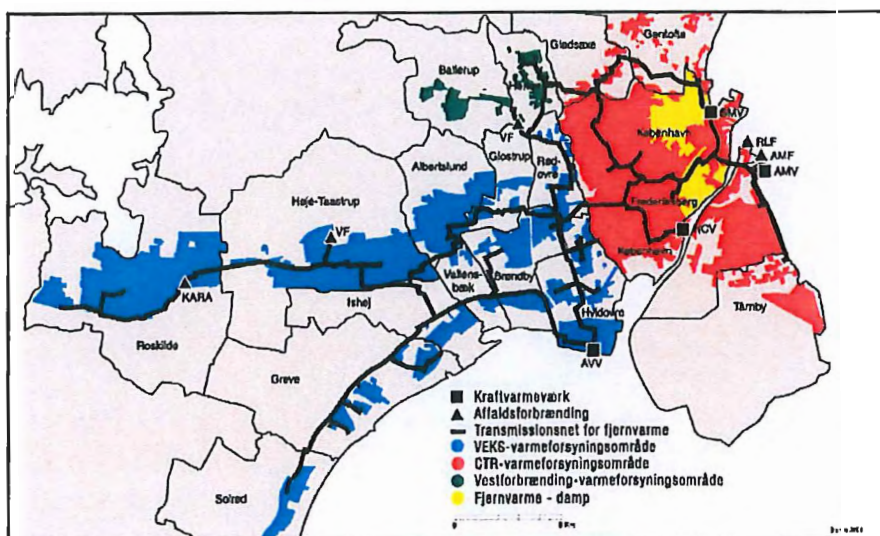 Gladsaxe
Gentofte
Ballerup
København
SMV
RLF
AMF
AMV
VF
Glostrup
Rød-
ovre
Albertslund
Høje-Taastrup
VF
Frederiksberg
København
Vallens-
bæk
Brøndby
KARA
Ishøj
Hvidovre
Tårnby
Roskilde
AVV
Greve
Solrød
Kraftvarmeværk
Affaldsforbrænding
Transmissionsnet for fjernvarme
VEKS-varmeforsyningsområde
CTR-varmeforsyningsområde
Vestforbrænding-varmeforsyningsområde
Fjernvarme - damp